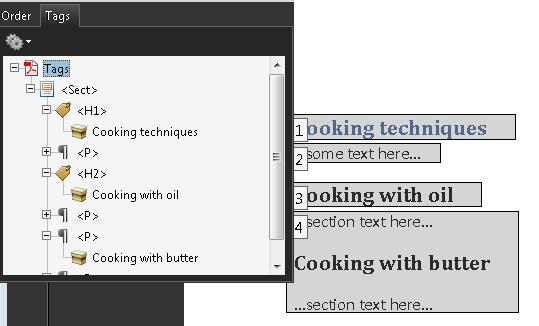 Order Tags
Tags
<Sect>
<H1>
Cooking techniques
<P>
<H2>
Cooking with oil
<P>
<P>
Cooking with butter
1 ooking techniques
2 some text here...
3 ooking with oil
4 ...section text here...
Cooking with butter
...section text here...